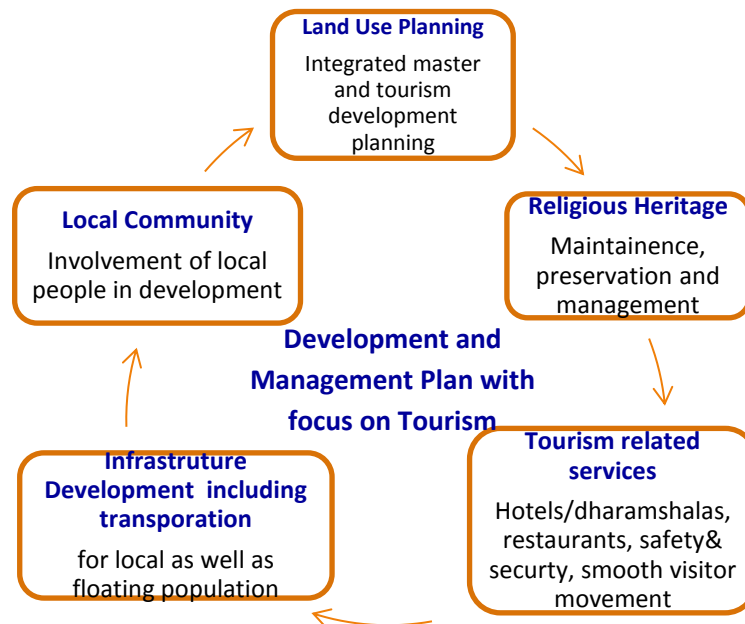 Land Use Planning
Integrated master
and tourism
development
planning
Religious Heritage
Maintainence,
preservation and
management
Tourism related
services
Hotels/dharamshalas,
restaurants, safety&
securty, smooth visitor
movement
Infrastruture
Development including
transporation
for local as well as
floating population
Local Community
Involvement of local
people in development
Development and
Management Plan with
focus on Tourism